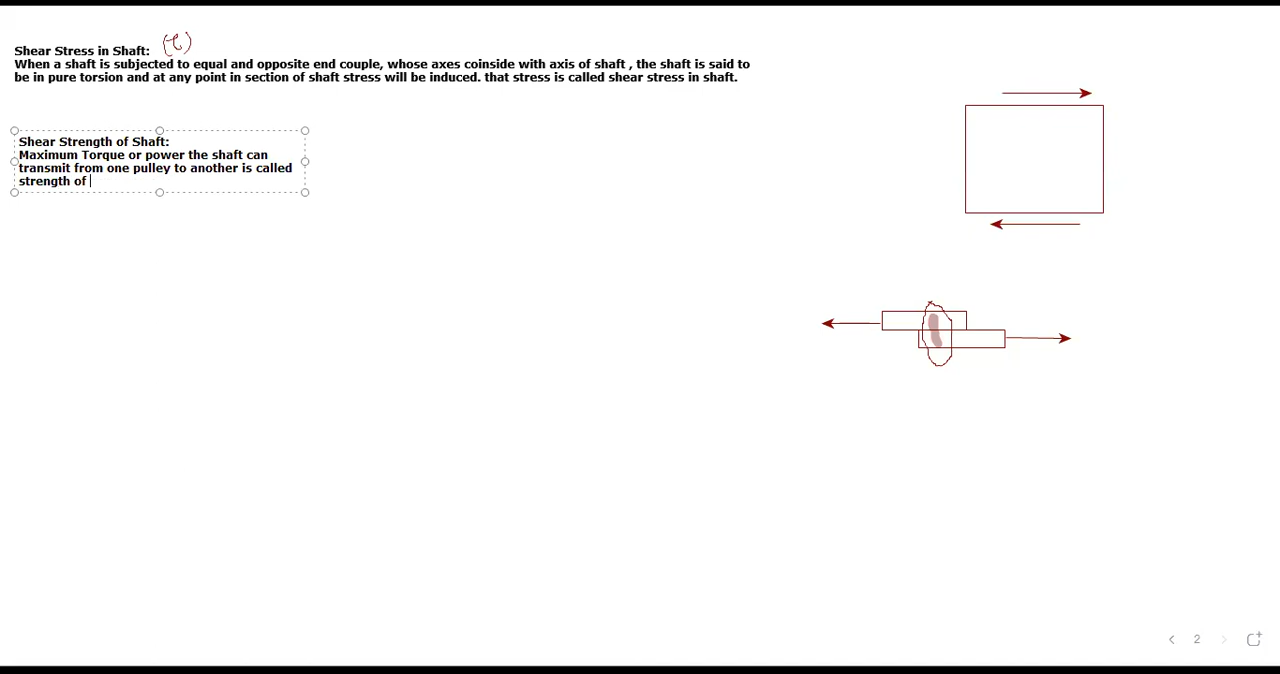 Shear Stress in Shaft: (τ)
When a shaft is subjected to equal and opposite end couple, whose axes coinside with axis of shaft , the shaft is said to
be in pure torsion and at any point in section of shaft stress will be induced. that stress is called shear stress in shaft.
Shear Strength of Shaft:
Maximum Torque or power the shaft can
transmit from one pulley to another is called
strength of
2